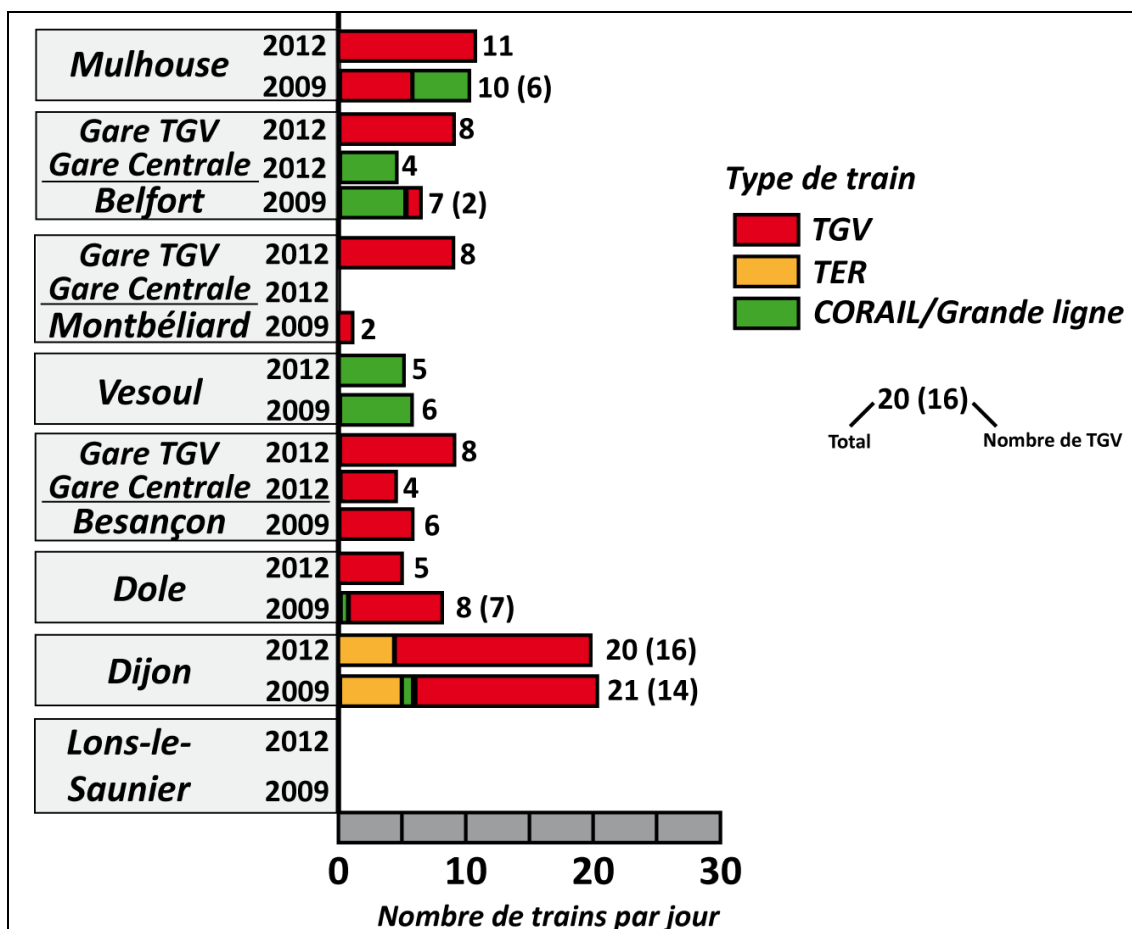 Mulhouse
2012
11
2009
10 (6)
Gare TGV 2012 8
Gare Centrale 2012 4
Belfort 2009 7 (2)
Gare TGV 2012 8
Gare Centrale 2012
Montbéliard 2009 2
Vesoul
2012 5
2009 6
Gare TGV 2012 8
Gare Centrale 2012 4
Besançon 2009 6
Dole
2012 5
2009 8 (7)
Dijon
2012 20 (16)
2009 21 (14)
Lons-le- 2012
Saunier 2009
0 10 20 30
Nombre de trains par jour
Type de train
TGV
TER
CORAIL/Grande ligne
20 (16)
Total
Nombre de TGV